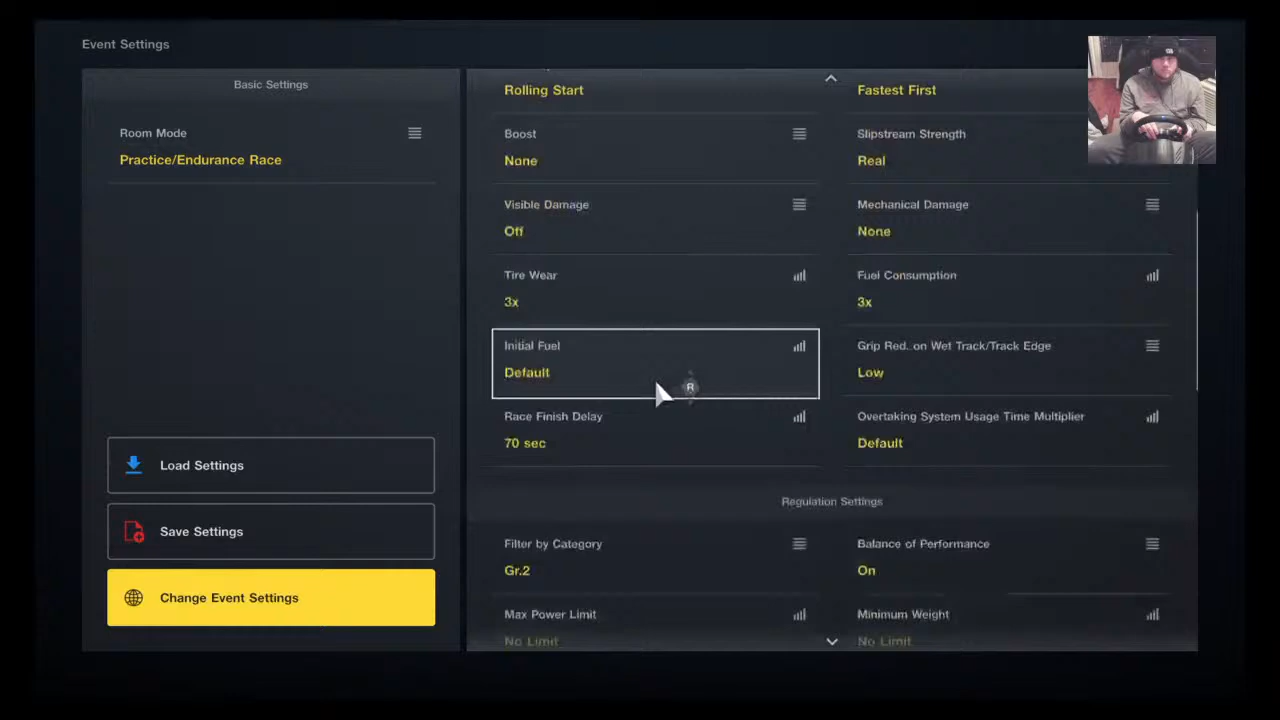 Event Settings
Basic Settings
Room Mode
Practice/Endurance Race
Load Settings
Save Settings
Change Event Settings
Rolling Start
Fastest First
Boost
None
Slipstream Strength
Real
Visible Damage
Off
Mechanical Damage
None
Tire Wear
3x
Fuel Consumption
3x
Initial Fuel
Default
R
Grip Red. on Wet Track/Track Edge
Low
Race Finish Delay
70 sec
Overtaking System Usage Time Multiplier
Default
Regulation Settings
Filter by Category
Gr.2
Balance of Performance
On
Max Power Limit
No Limit
Minimum Weight
No Limit